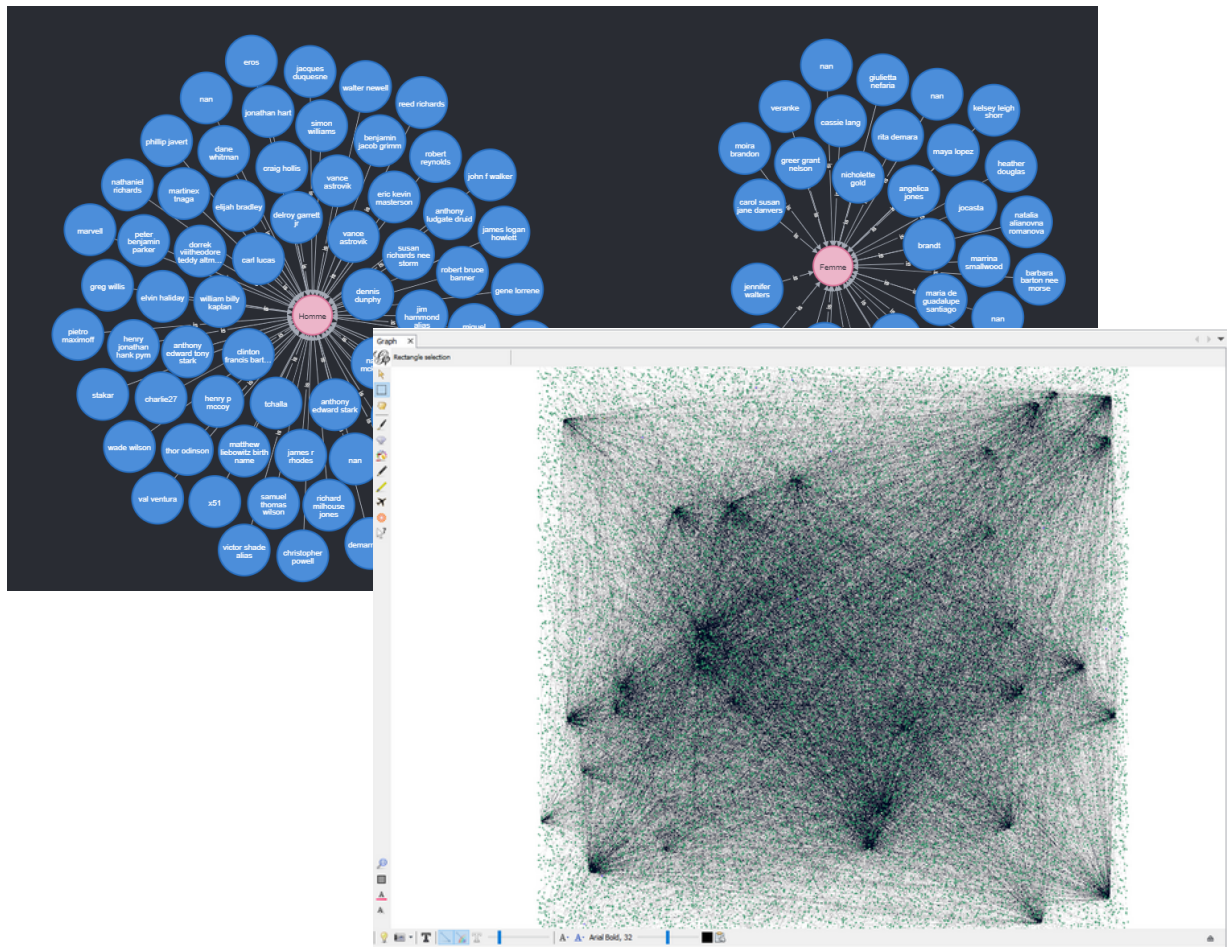 eros
jacques
duquesne
walter newell
nan
jonathan hart
reed richards
simon
williams
phillip javert
dane
whitman
benjamin
jacob grimm
robert
reynolds
craig hollis
vance
astrovik
john f walker
nathaniel
richards
martinex
tnaga
elijah bradley
eric kevin
masterson
anthony
ludgate druid
delroy garrett
jr
james logan
howlett
marvell
peter
benjamin
parker
dorrek
viiitheodore
teddy altm...
carl lucas
vance
astrovik
susan
richards nee
storm
robert bruce
banner
greg willis
elvin haliday
william billy
kaplan
dennis
dunphy
gene lorrene
Homme
jim
hammond
alias
miguel
pietro
maximoff
henry
jonathan
hank pym
anthony
edward tony
stark
clinton
francis bart...
stakar
charlie27
henry p
mccoy
tchalla
anthony
edward stark
wade wilson
thor odinson
matthew
liebowitz birth
name
james r
rhodes
nan
val ventura
x51
samuel
thomas
wilson
richard
milhouse
jones
victor shade
alias
christopher
powell
nan
giulietta
nefaria
nan
veranke
cassie lang
kelsey leigh
shorr
rita demara
moira
brandon
greer grant
nelson
maya lopez
heather
douglas
nicholette
gold
angelica
jones
carol susan
jane danvers
jocasta
natalia
alianovna
romanova
brandt
Femme
marrina
smallwood
barbara
barton nee
morse
jennifer
walters
maria de
guadalupe
santiago
nan
Graph
Rectangle selection
Arial Bold, 32